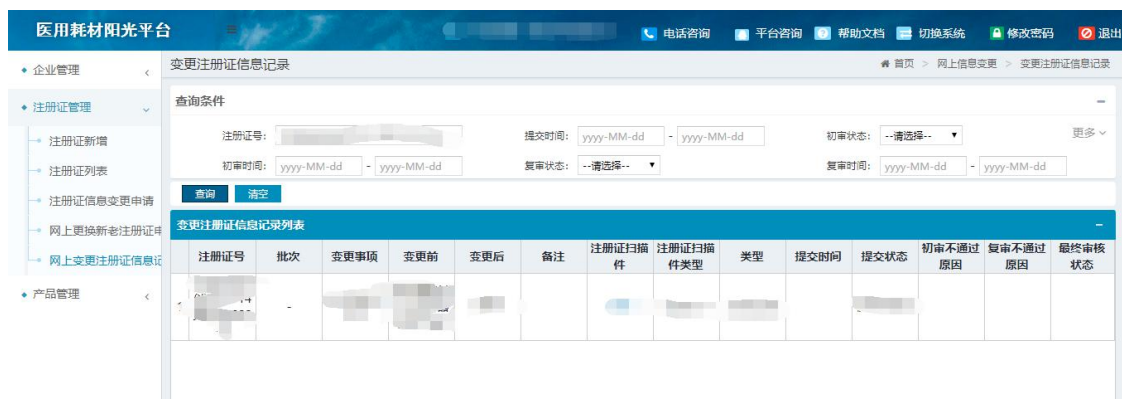 医用耗材阳光平台
电话咨询 平台咨询 帮助文档 切换系统 修改密码 退出
企业管理
变更注册证信息记录
首页 > 网上信息变更 > 变更注册证信息记录
注册证管理
注册证新增
注册证列表
注册证信息变更申请
网上更换新老注册证申
网上变更注册证信息记
产品管理
查询条件
注册证号: 提交时间: yyyy-MM-dd - yyyy-MM-dd 初审状态: --请选择-- 更多
初审时间: yyyy-MM-dd - yyyy-MM-dd 复审状态: --请选择-- 复审时间: yyyy-MM-dd - yyyy-MM-dd
查询 清空
变更注册证信息记录列表
注册证号 批次 变更事项 变更前 变更后 备注 注册证扫描件 注册证扫描件类型 类型 提交时间 提交状态 初审不通过原因 复审不通过原因 最终审核状态
-